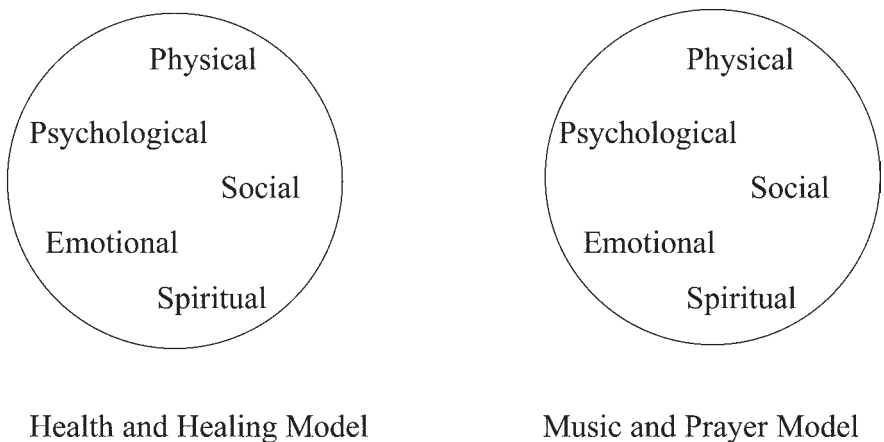 Physical
Psychological
Social
Emotional
Spiritual
Health and Healing Model
Physical
Psychological
Social
Emotional
Spiritual
Music and Prayer Model